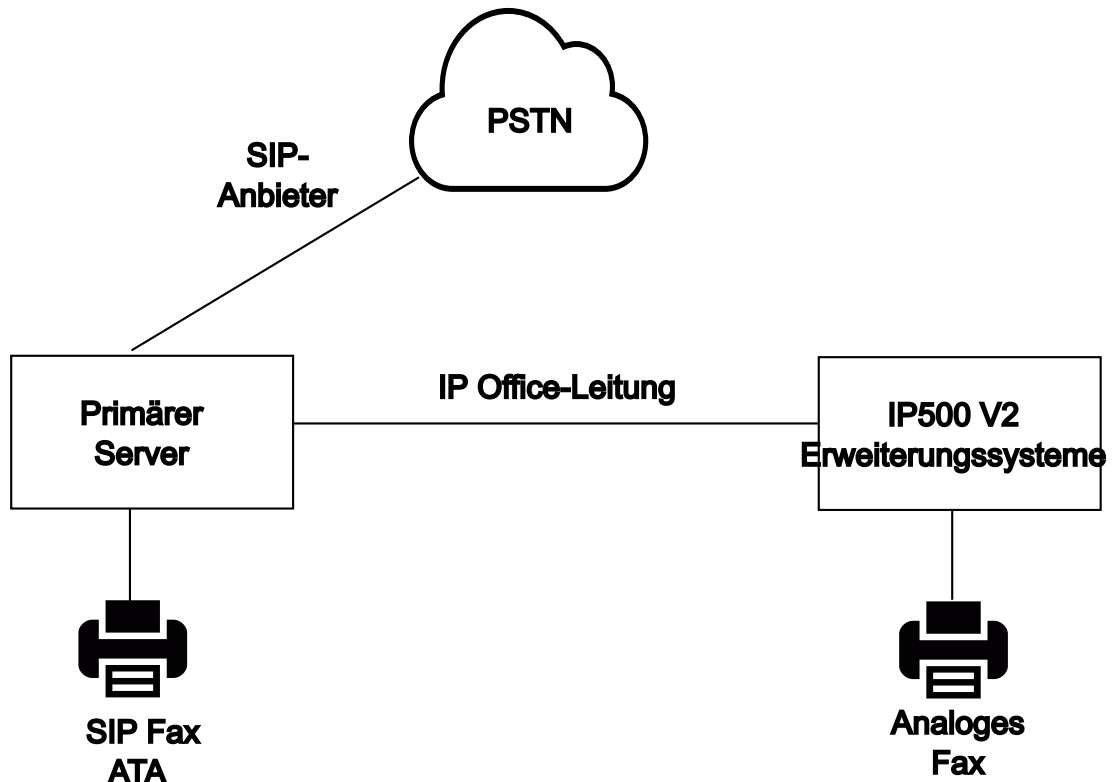 PSTN
SIP-
Anbieter
IP Office-Leitung
Primärer
Server
IP500 V2
Erweiterungssysteme
SIP Fax
ATA
Analoges
Fax